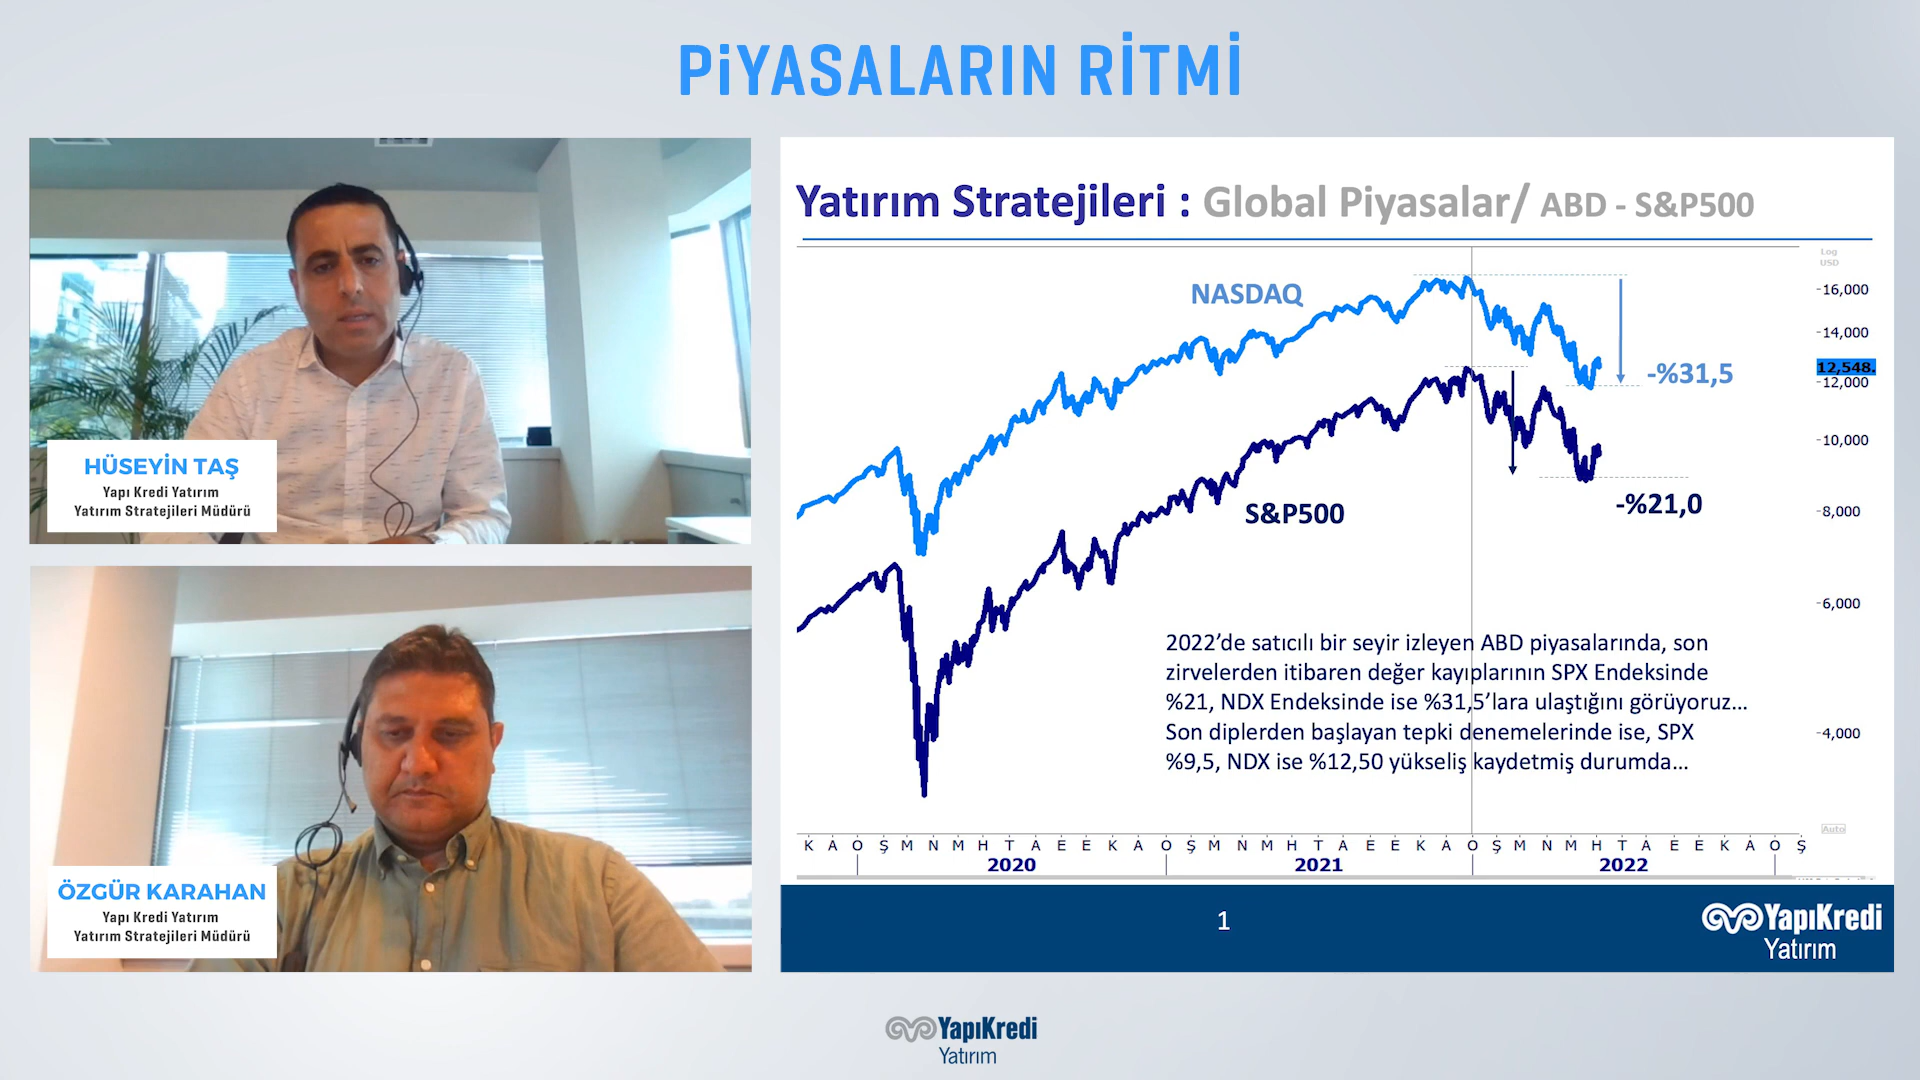 PiYASALARIN RİTMİ
HÜSEYİN TAŞ
Yapı Kredi Yatırım
Yatırım Stratejileri Müdürü
ÖZGÜR KARAHAN
Yapı Kredi Yatırım
Yatırım Stratejileri Müdürü
Yatırım Stratejileri : Global Piyasalar/ ABD - S&P500
Log
USD
NASDAQ
16,000
14,000
12,548.
12,000
10,000
8,000
6,000
4,000
-%31,5
S&P500
-%21,0
2022’de satıcılı bir seyir izleyen ABD piyasalarında, son
zirvelerden itibaren değer kayıplarının SPX Endeksinde
%21, NDX Endeksinde ise %31,5’lara ulaştığını görüyoruz...
Son diplerden başlayan tepki denemelerinde ise, SPX
%9,5, NDX ise %12,50 yükseliş kaydetmiş durumda...
Auto
K A O Ş M N M H T A E E K A O Ş M N M H T A E E K A O Ş M N M H T A E E K A O Ş
2020 2021 2022
1
YapıKredi
Yatırım
YapıKredi
Yatırım